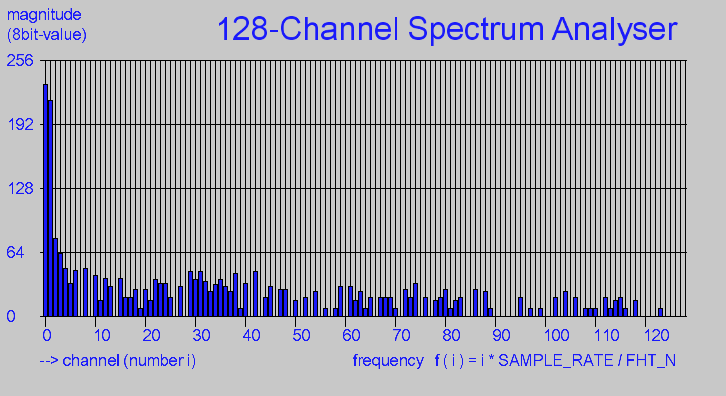 magnitude
(8bit-value)
128-Channel Spectrum Analyser
256
192
128
64
0
0 10 20 30 40 50 60 70 80 90 100 110 120
--> channel (number i)
frequency f ( i ) = i * SAMPLE_RATE / FHT_N